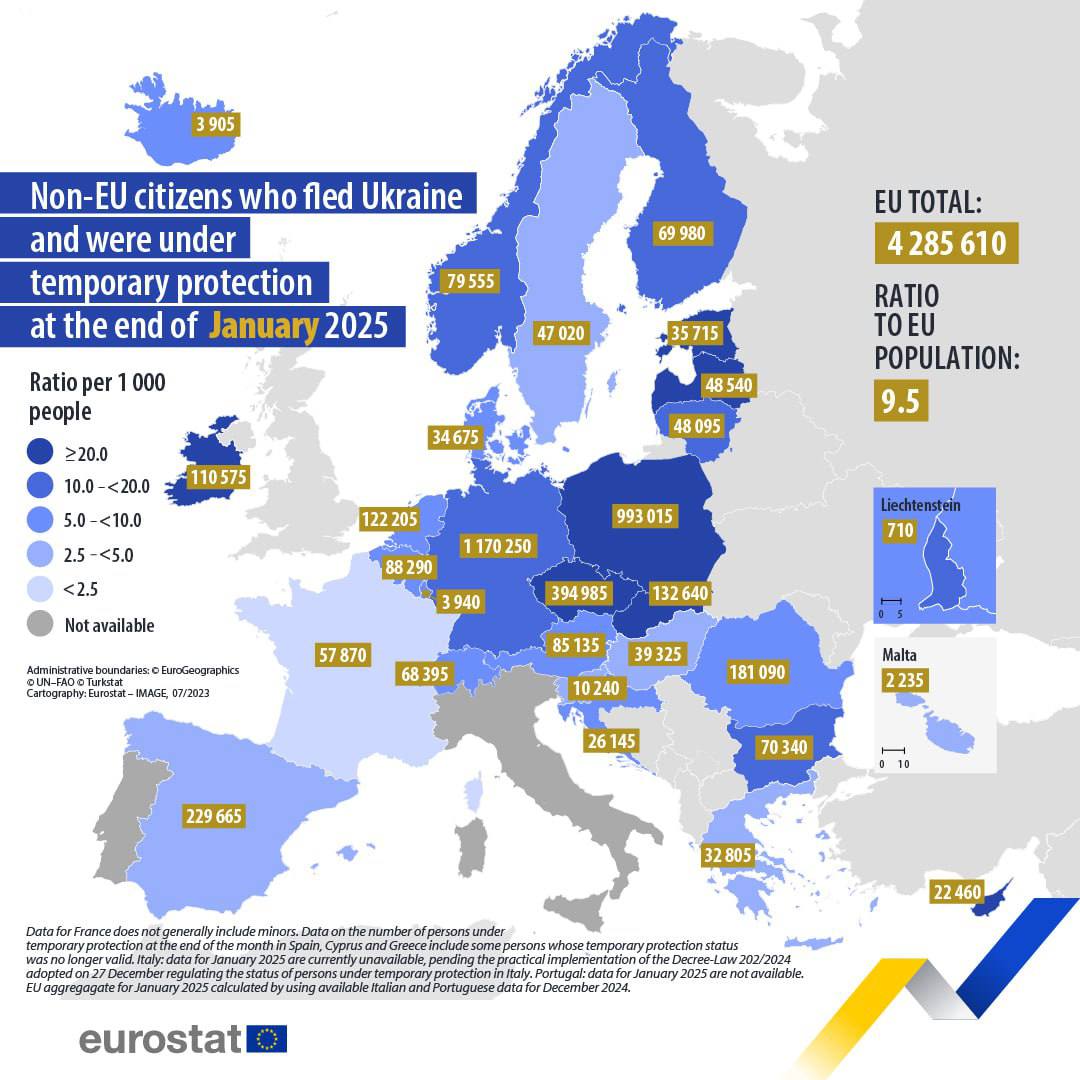 3 905
Non-EU citizens who fled Ukraine
and were under
temporary protection
at the end of January 2025
EU TOTAL:
4 285 610
RATIO
TO EU
POPULATION:
9.5
Ratio per 1 000
people
≥20.0
10.0 –<20.0
5.0 –<10.0
2.5 –<5.0
<2.5
Not available
Administrative boundaries: © EuroGeographics
© UN–FAO © Turkstat
Cartography: Eurostat – IMAGE, 07/2023
69 980
79 555
47 020
35 715
48 540
48 095
34 675
110 575
122 205
993 015
1 170 250
88 290
3 940
394 985
132 640
57 870
68 395
85 135
39 325
10 240
181 090
26 145
70 340
229 665
32 805
22 460
Liechtenstein
710
0 5
Malta
2 235
0 10
Data for France does not generally include minors. Data on the number of persons under
temporary protection at the end of the month in Spain, Cyprus and Greece include some persons whose temporary protection status
was no longer valid. Italy: data for January 2025 are currently unavailable, pending the practical implementation of the Decree-Law 202/2024
adopted on 27 December regulating the status of persons under temporary protection in Italy. Portugal: data for January 2025 are not available.
EU aggregagate for January 2025 calculated by using available Italian and Portuguese data for December 2024.
eurostat